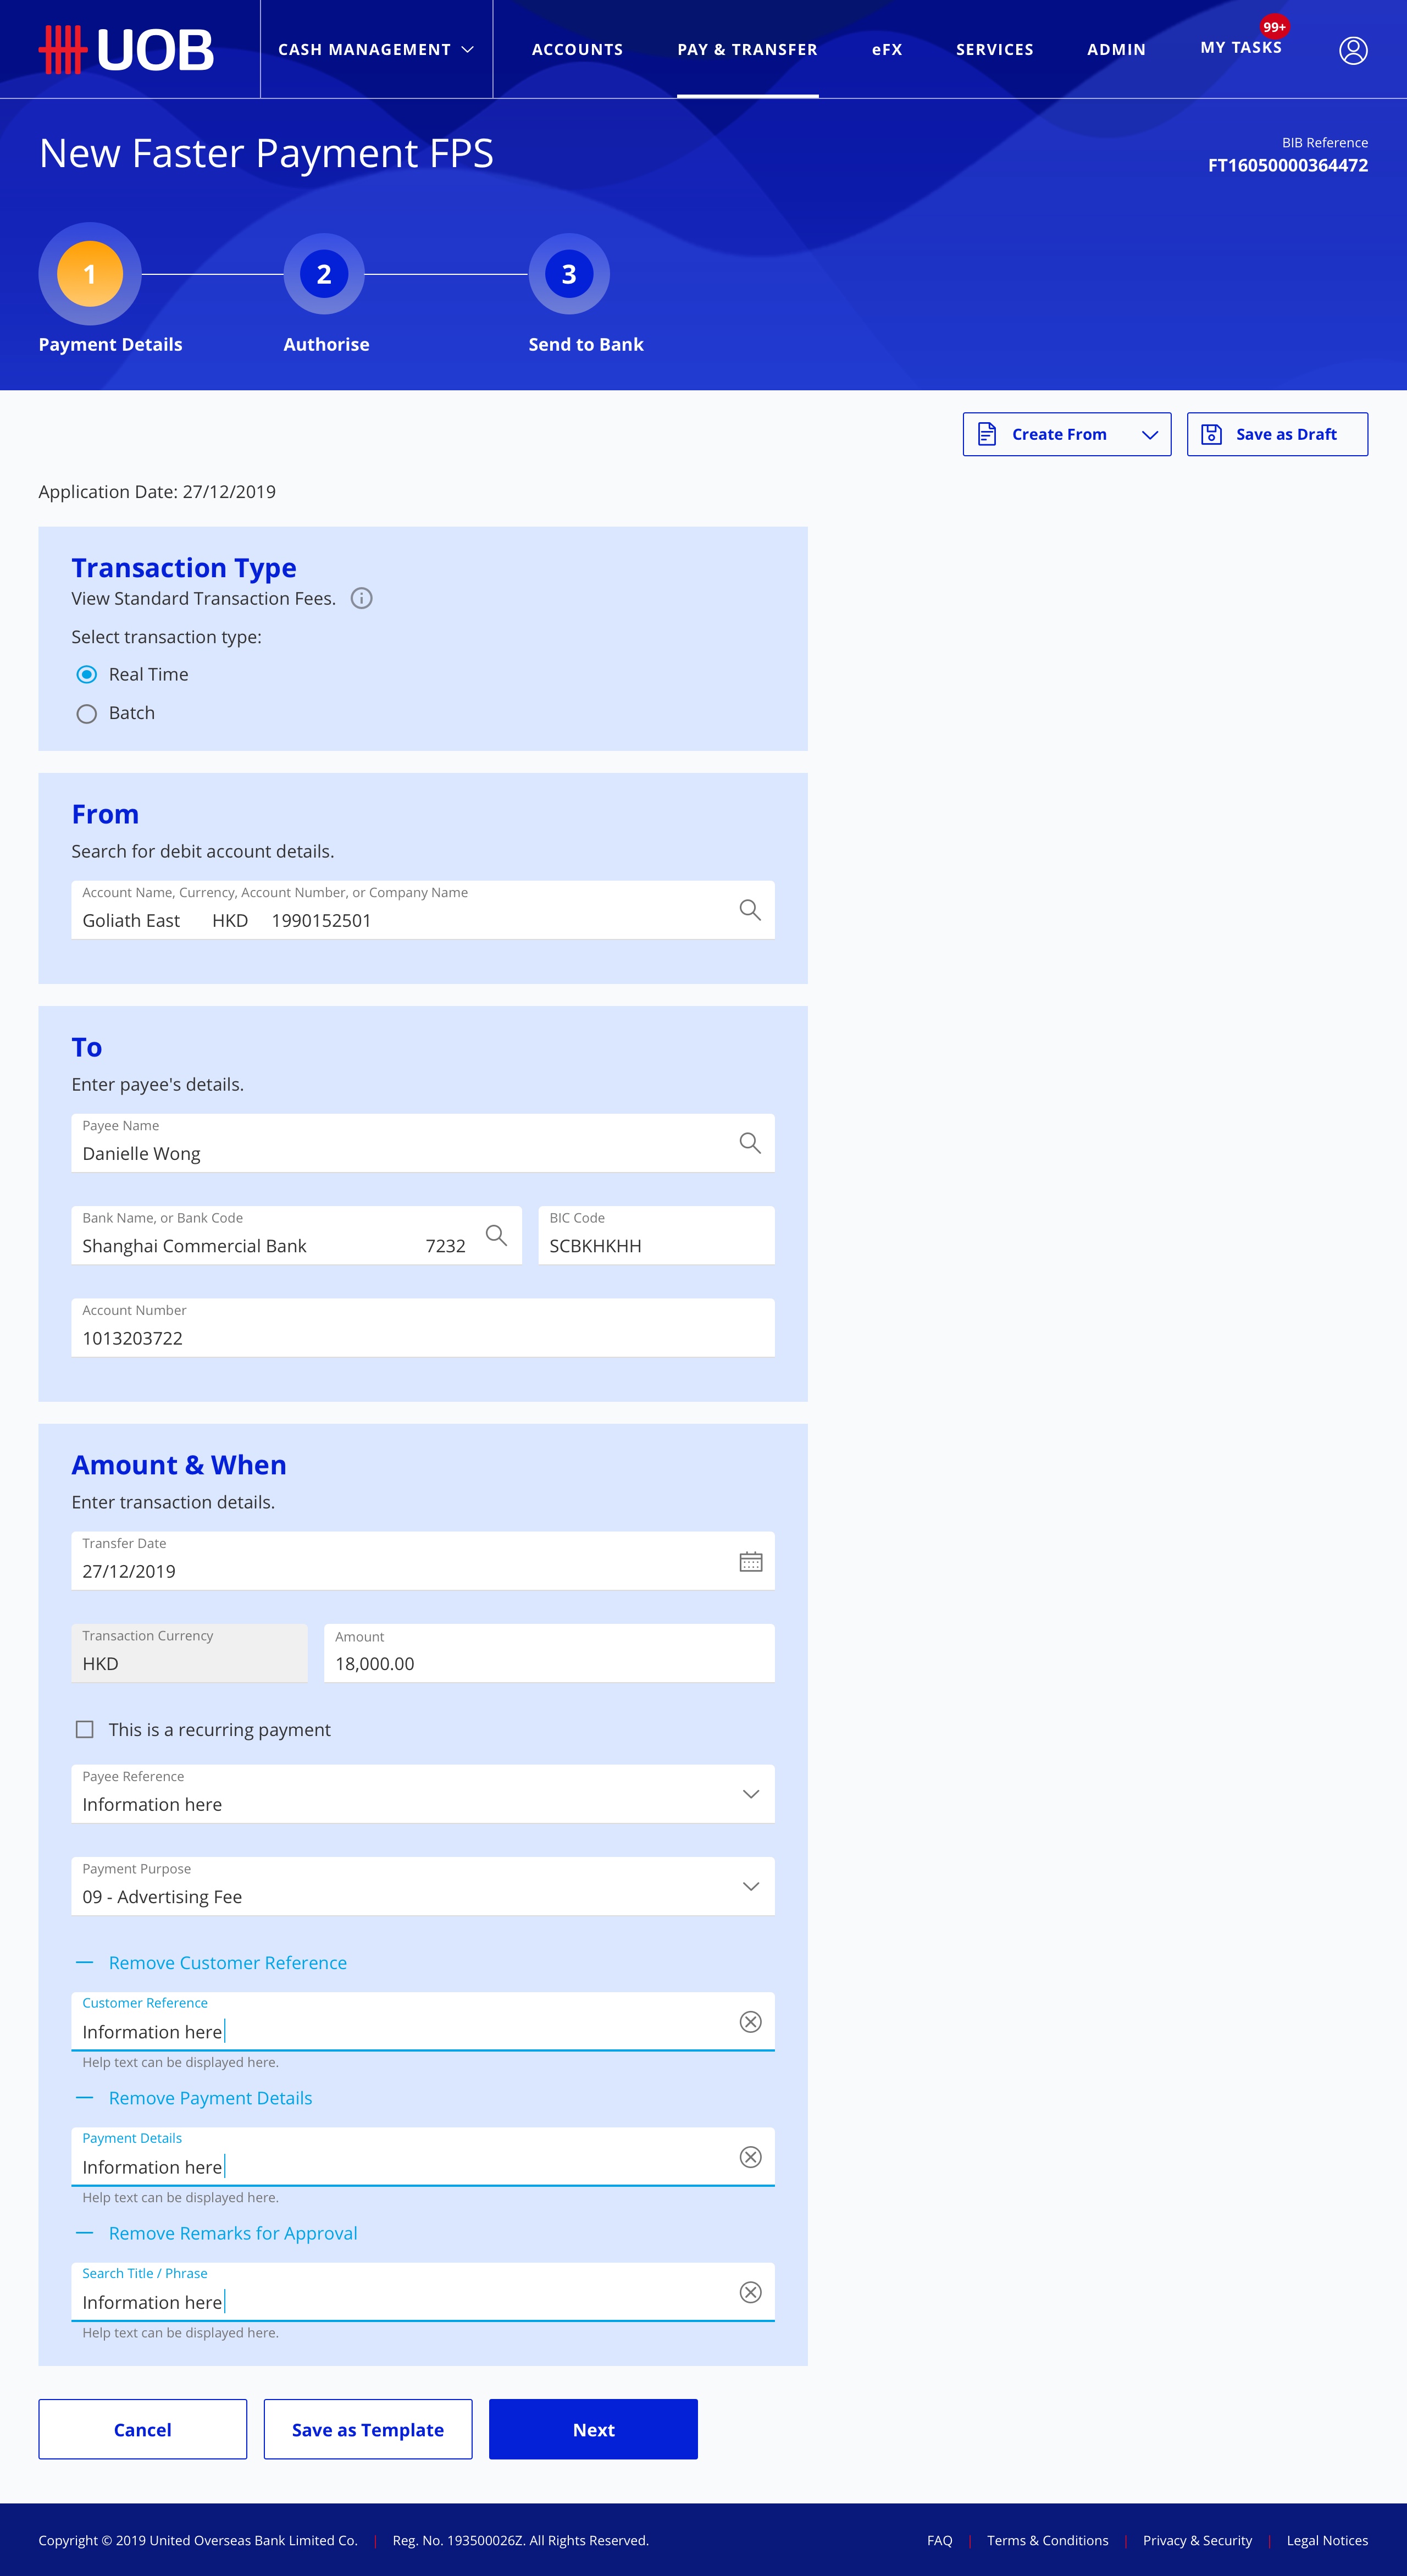 UOB
CASH MANAGEMENT
ACCOUNTS
PAY & TRANSFER
eFX
SERVICES
ADMIN
MY TASKS
99+
New Faster Payment FPS
BIB Reference
FT16050000364472
1
2
3
Payment Details
Authorise
Send to Bank
Create From
Save as Draft
Application Date: 27/12/2019
Transaction Type
View Standard Transaction Fees.
Select transaction type:
Real Time
Batch
From
Search for debit account details.
Account Name, Currency, Account Number, or Company Name
Goliath East HKD 1990152501
To
Enter payee's details.
Payee Name
Danielle Wong
Bank Name, or Bank Code
Shanghai Commercial Bank 7232
BIC Code
SCBKHKHH
Account Number
1013203722
Amount & When
Enter transaction details.
Transfer Date
27/12/2019
Transaction Currency
HKD
Amount
18,000.00
This is a recurring payment
Payee Reference
Information here
Payment Purpose
09 - Advertising Fee
Remove Customer Reference
Customer Reference
Information here
Help text can be displayed here.
Remove Payment Details
Payment Details
Information here
Help text can be displayed here.
Remove Remarks for Approval
Search Title / Phrase
Information here
Help text can be displayed here.
Cancel
Save as Template
Next
Copyright © 2019 United Overseas Bank Limited Co. | Reg. No. 193500026Z. All Rights Reserved.
FAQ | Terms & Conditions | Privacy & Security | Legal Notices